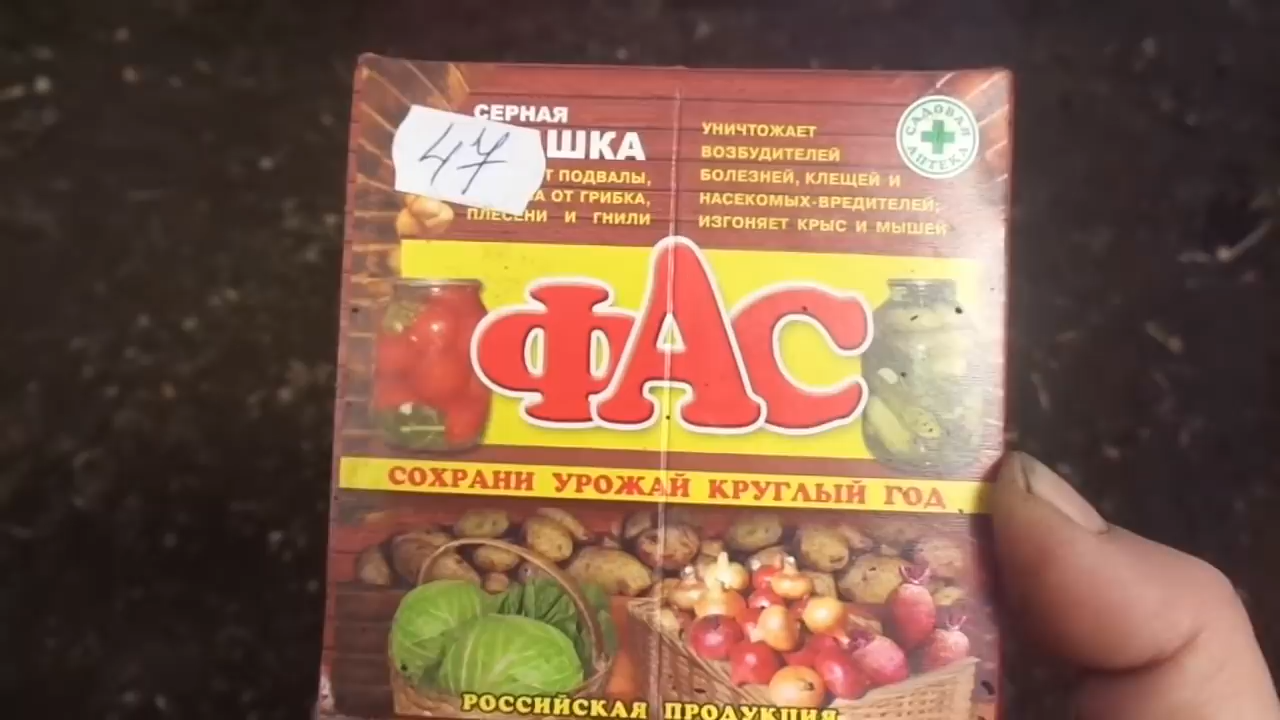 СЕРНАЯ
47
ПОДВАЛЫ,
ОТ ГРИБКА,
ПЛЕСЕНИ И ГНИЛИ
УНИЧТОЖАЕТ
ВОЗБУДИТЕЛЕЙ
БОЛЕЗНЕЙ, КЛЕЩЕЙ И
НАСЕКОМЫХ-ВРЕДИТЕЛЕЙ;
ИЗГОНЯЕТ КРЫС И МЫШЕЙ
САДОВАЯ
АПТЕКА
ФАС
СОХРАНИ УРОЖАЙ КРУГЛЫЙ ГОД
РОССИЙСКАЯ ПРОДУКЦИЯ